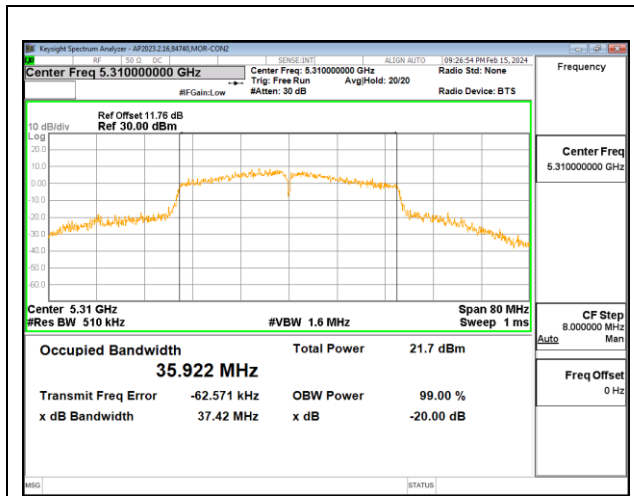 Keysight Spectrum Analyzer - AP2023.2.16,84740,MOR-CON2
RF 50 Ω DC SENSE:INT ALIGN AUTO 09:26:54 PM Feb 15, 2024
Center Freq 5.310000000 GHz Center Freq: 5.310000000 GHz Radio Std: None Frequency
Trig: Free Run Avg|Hold: 20/20
#IFGain:Low #Atten: 30 dB Radio Device: BTS
Ref Offset 11.76 dB
10 dB/div Ref 30.00 dBm
Log
20.0
10.0
0.00
-10.0
-20.0
-30.0
-40.0
-50.0
-60.0
Center 5.31 GHz Span 80 MHz
#Res BW 510 kHz #VBW 1.6 MHz Sweep 1 ms
Occupied Bandwidth Total Power 21.7 dBm
35.922 MHz
Transmit Freq Error -62.571 kHz OBW Power 99.00 %
x dB Bandwidth 37.42 MHz x dB -20.00 dB
Center Freq
5.310000000 GHz
CF Step
8.000000 MHz
Auto Man
Freq Offset
0 Hz
MSG STATUS